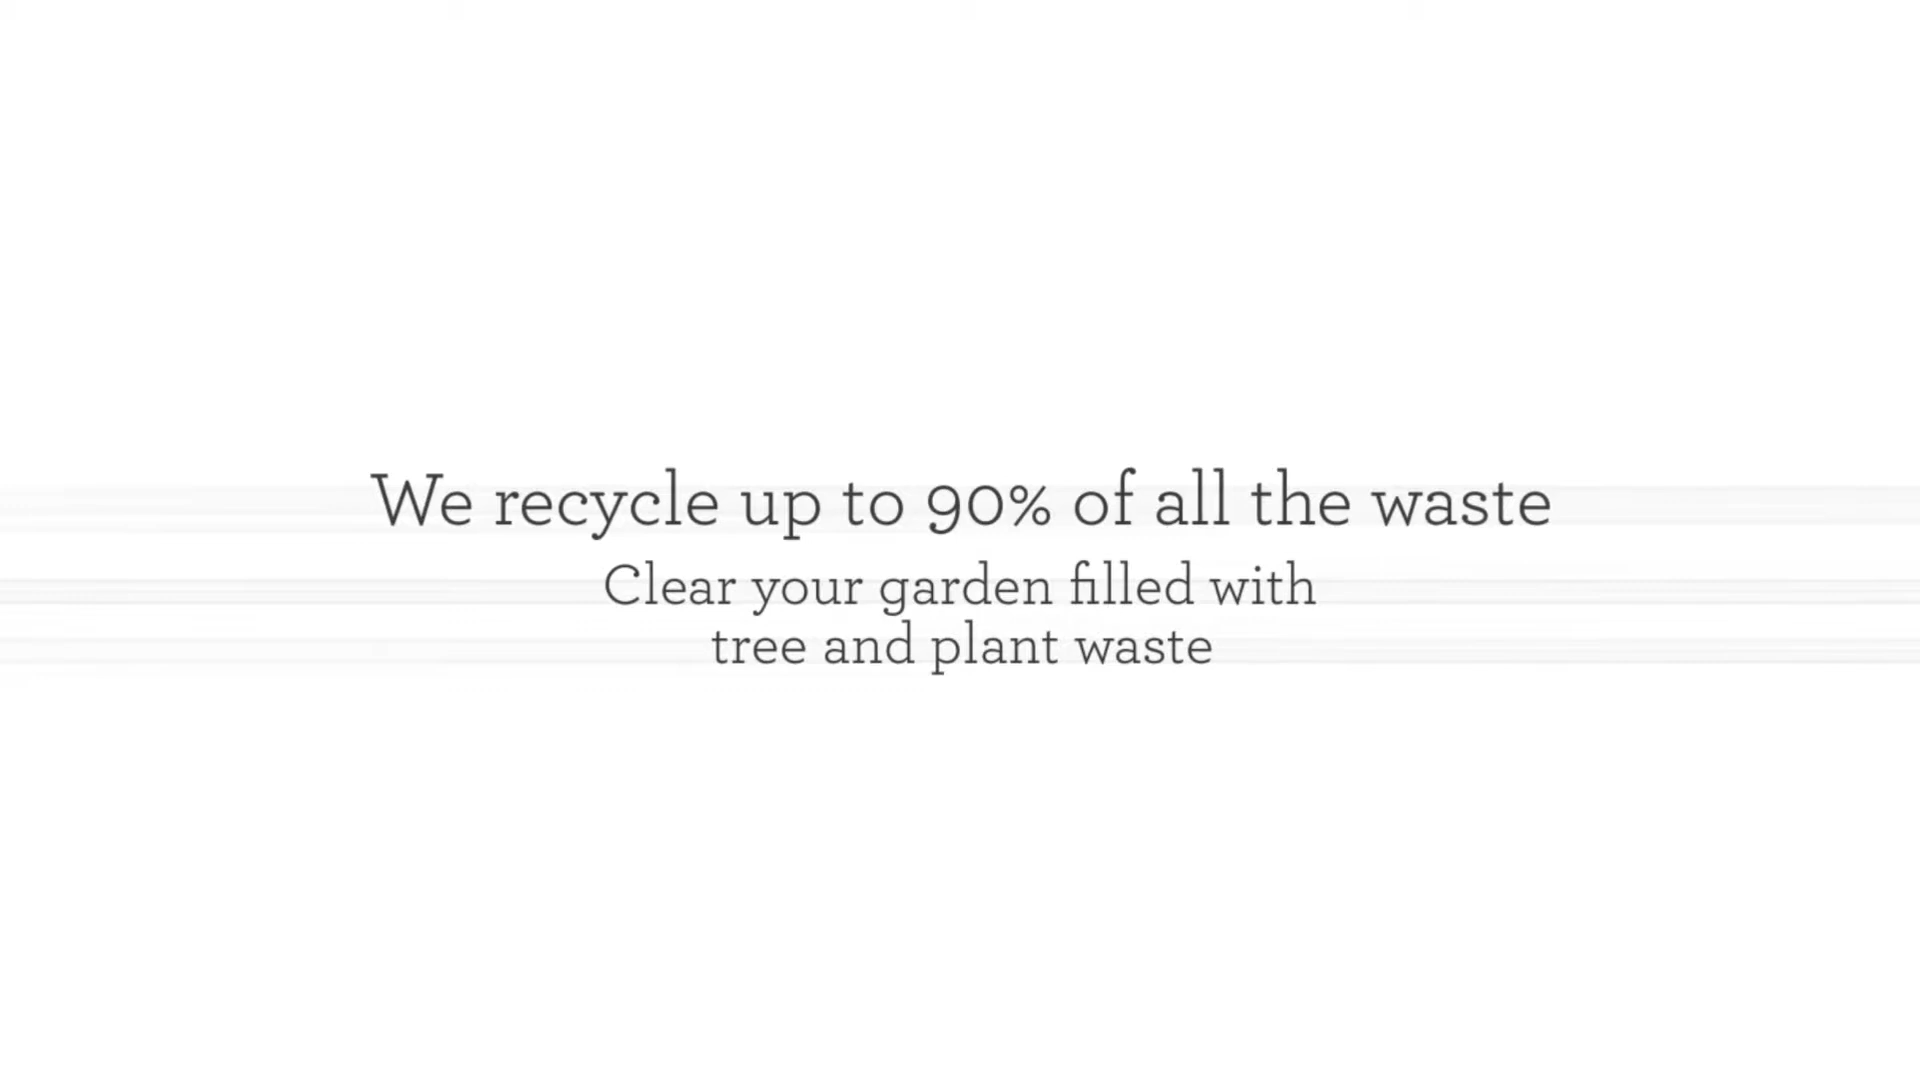 We recycle up to 90% of all the waste
Clear your garden filled with
tree and plant waste